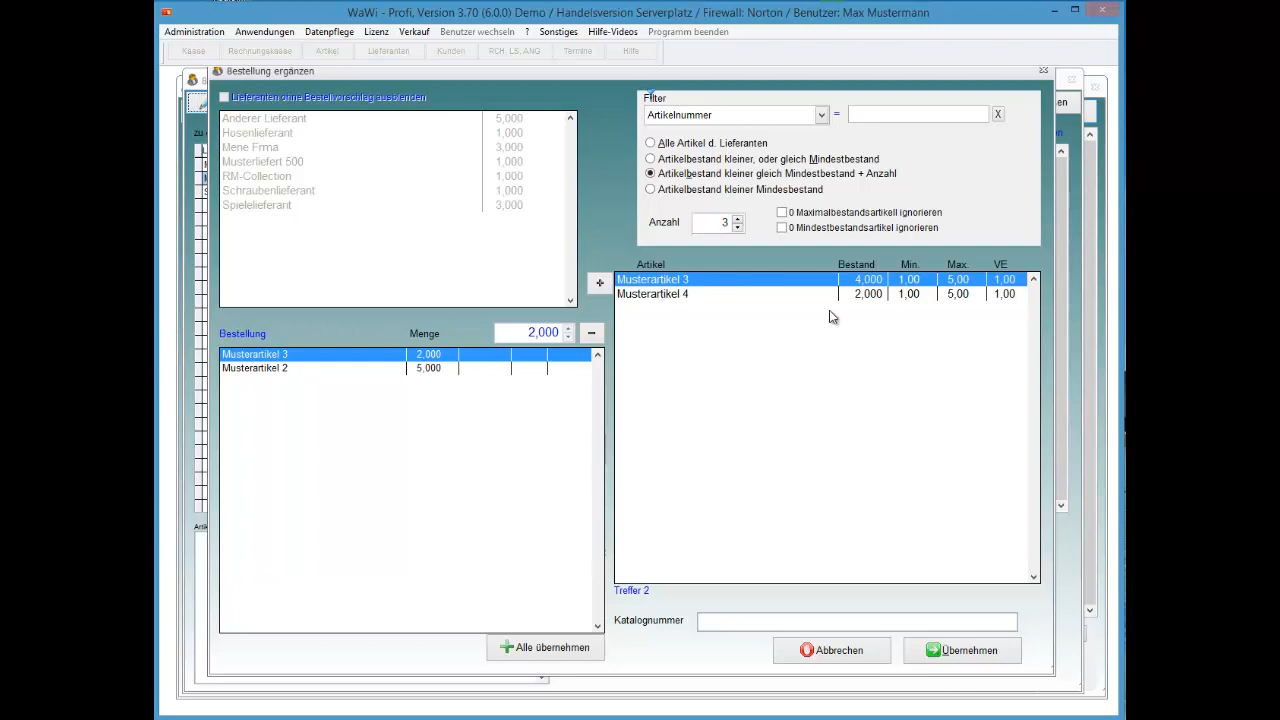 WaWi - Profi, Version 3.70 (6.0.0) Demo / Handelsversion Serverplatz / Firewall: Norton / Benutzer: Max Mustermann
Administration Anwendungen Datenpflege Lizenz Verkauf Benutzer wechseln ? Sonstiges Hilfe-Videos Programm beenden
Kasse Rechnungskasse Artikel Lieferanten Kunden RCH, LS, ANG Termine Hilfe
Bestellung ergänzen
Lieferanten ohne Bestellvorschlag ausblenden
Anderer Lieferant 5,000
Hosenlieferant 1,000
Mene Frma 3,000
Musterliefert 500 1,000
RM-Collection 1,000
Schraubenlieferant 1,000
Spielelieferant 3,000
Filter
Artikelnummer = X
Alle Artikel d. Lieferanten
Artikelbestand kleiner, oder gleich Mindestbestand
Artikelbestand kleiner gleich Mindestbestand + Anzahl
Artikelbestand kleiner Mindesbestand
Anzahl 3
0 Maximalbestandsartikell ignorieren
0 Mindestbestandsartikel ignorieren
Artikel Bestand Min. Max. VE
Musterartikel 3 4,000 1,00 5,00 1,00
Musterartikel 4 2,000 1,00 5,00 1,00
+
Bestellung Menge 2,000 −
Musterartikel 3 2,000
Musterartikel 2 5,000
Treffer 2
Katalognummer
Alle übernehmen
Abbrechen Übernehmen